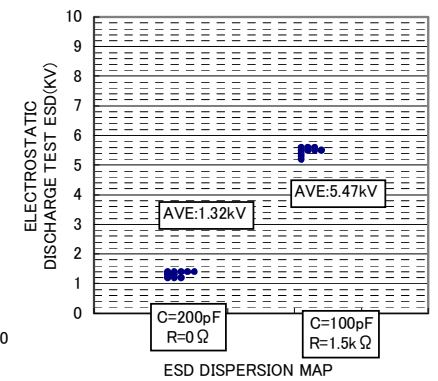 ELECTROSTATIC
DISCHARGE TEST ESD(KV)
10
9
8
7
6
5
4
3
2
1
0
AVE:1.32kV
AVE:5.47kV
C=200pF
R=0Ω
C=100pF
R=1.5kΩ
ESD DISPERSION MAP
0